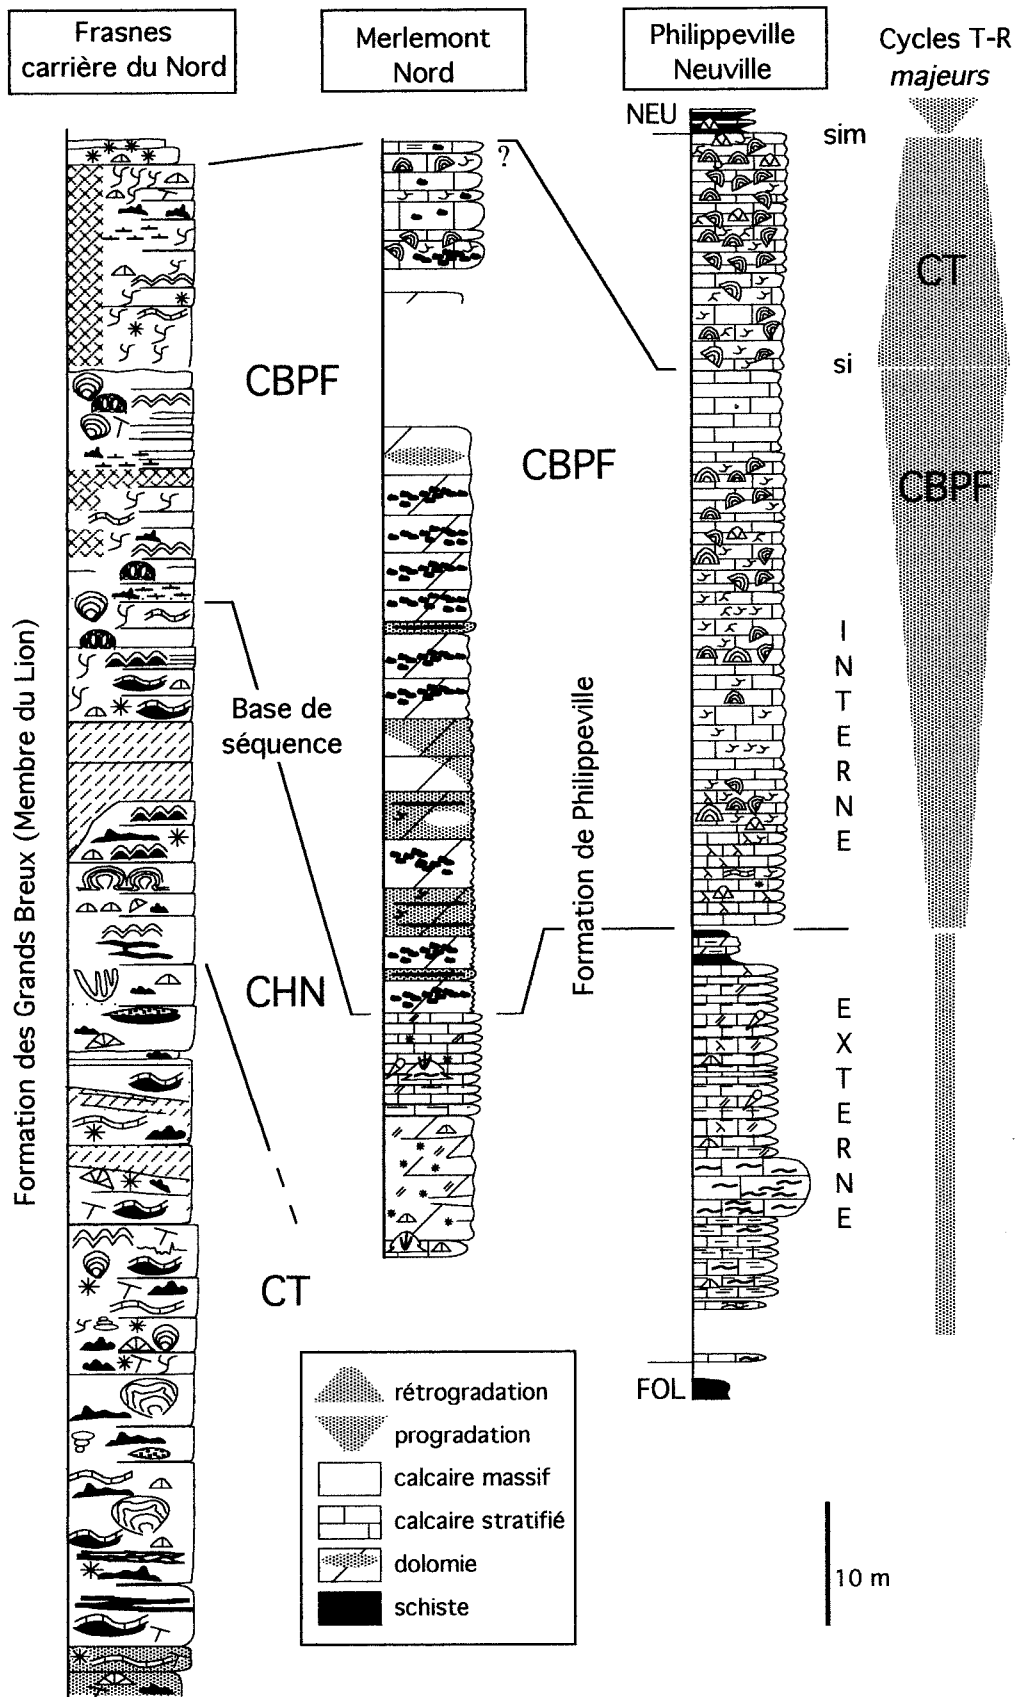 Frasnes
carrière du Nord
Merlemont
Nord
Philippeville
Neuville
Cycles T-R
majeurs
NEU
sim
?
CT
si
CBPF
CBPF
CBPF
INTERNE
Base de
séquence
Formation des Grands Breux (Membre du Lion)
Formation de Philippeville
CHN
EXTERNE
CT
FOL
rétrogradation
progradation
calcaire massif
calcaire stratifié
dolomie
schiste
10 m